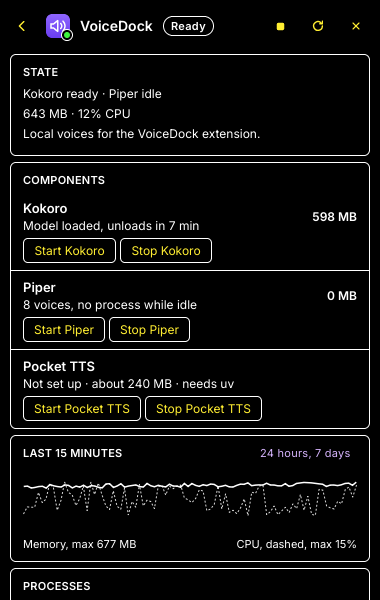 VoiceDock Ready
STATE
Kokoro ready · Piper idle
643 MB · 12% CPU
Local voices for the VoiceDock extension.
COMPONENTS
Kokoro
Model loaded, unloads in 7 min
598 MB
Start Kokoro Stop Kokoro
Piper
8 voices, no process while idle
0 MB
Start Piper Stop Piper
Pocket TTS
Not set up · about 240 MB · needs uv
Start Pocket TTS Stop Pocket TTS
LAST 15 MINUTES 24 hours, 7 days
Memory, max 677 MB CPU, dashed, max 15%
PROCESSES